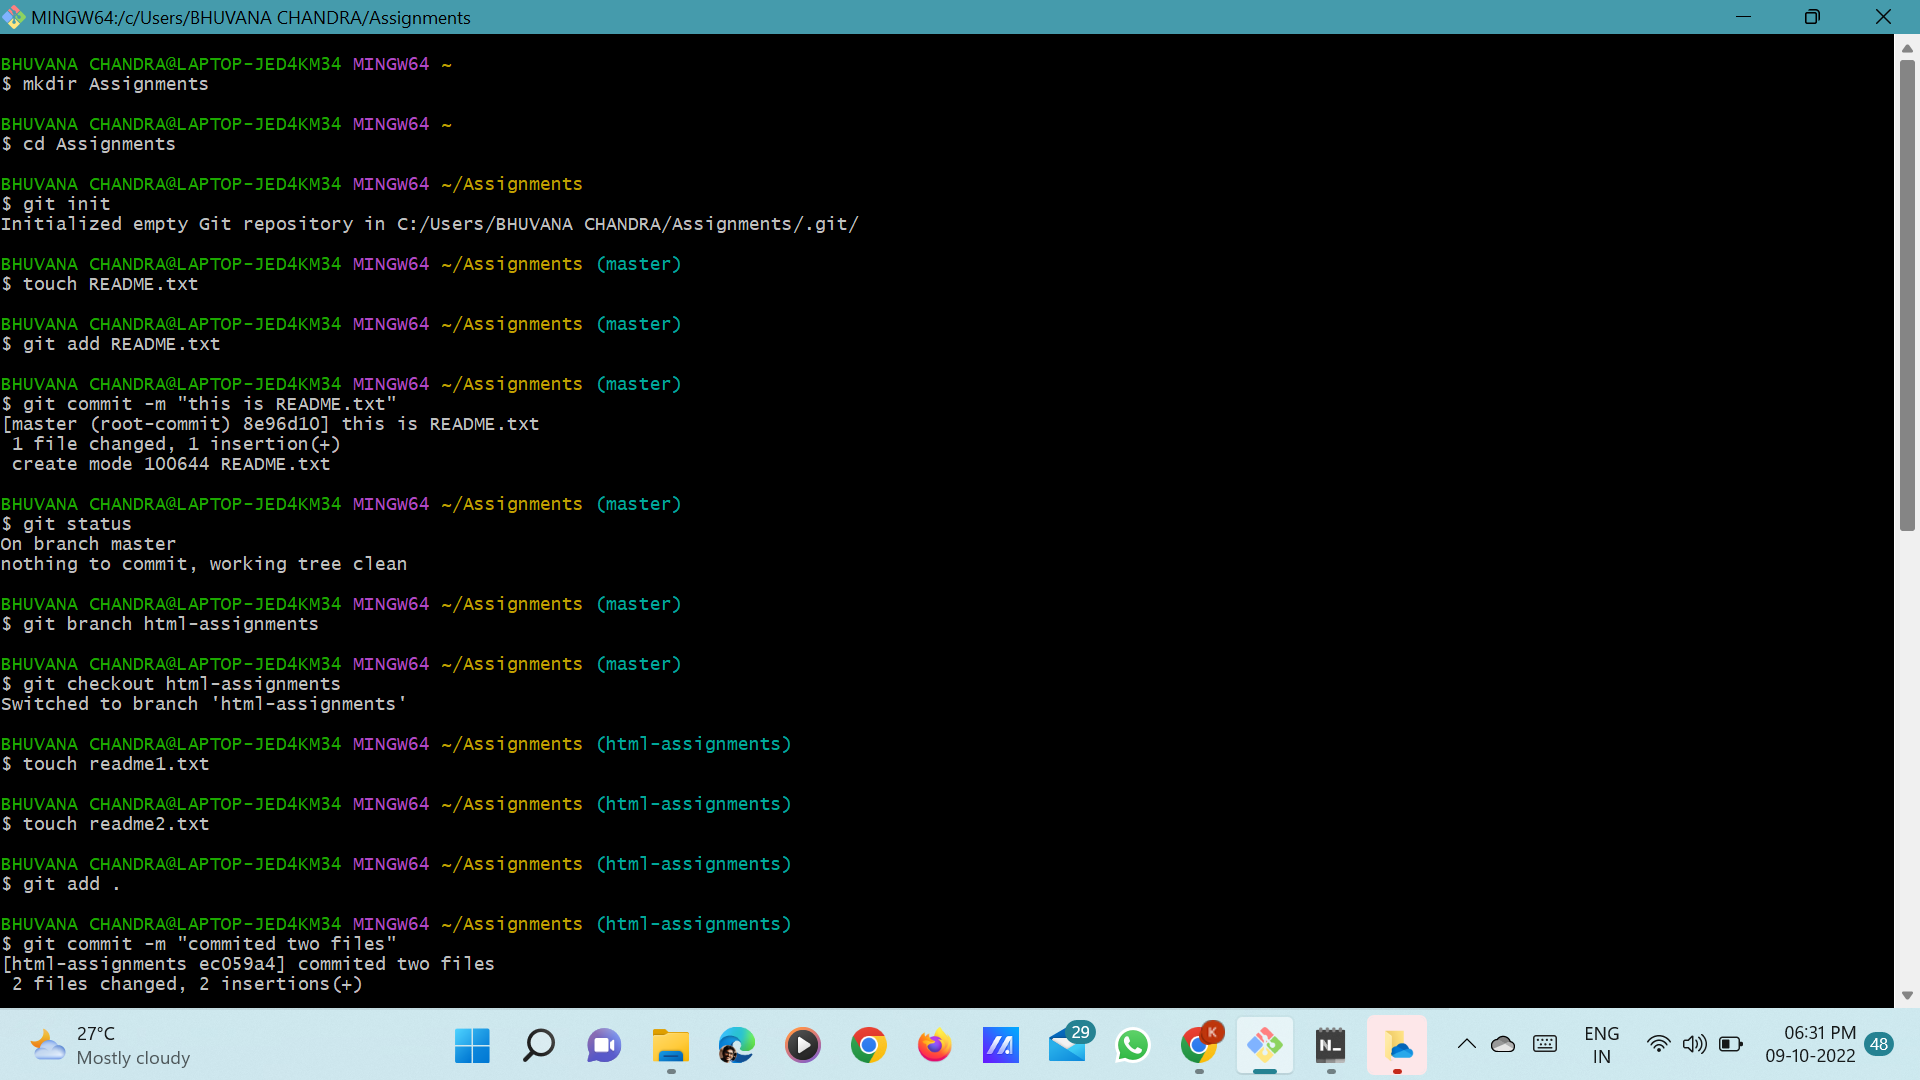 MINGW64:/c/Users/BHUVANA CHANDRA/Assignments
BHUVANA CHANDRA@LAPTOP-JED4KM34 MINGW64 ~
$ mkdir Assignments
BHUVANA CHANDRA@LAPTOP-JED4KM34 MINGW64 ~
$ cd Assignments
BHUVANA CHANDRA@LAPTOP-JED4KM34 MINGW64 ~/Assignments
$ git init
Initialized empty Git repository in C:/Users/BHUVANA CHANDRA/Assignments/.git/
BHUVANA CHANDRA@LAPTOP-JED4KM34 MINGW64 ~/Assignments (master)
$ touch README.txt
BHUVANA CHANDRA@LAPTOP-JED4KM34 MINGW64 ~/Assignments (master)
$ git add README.txt
BHUVANA CHANDRA@LAPTOP-JED4KM34 MINGW64 ~/Assignments (master)
$ git commit -m "this is README.txt"
[master (root-commit) 8e96d10] this is README.txt
1 file changed, 1 insertion(+)
create mode 100644 README.txt
BHUVANA CHANDRA@LAPTOP-JED4KM34 MINGW64 ~/Assignments (master)
$ git status
On branch master
nothing to commit, working tree clean
BHUVANA CHANDRA@LAPTOP-JED4KM34 MINGW64 ~/Assignments (master)
$ git branch html-assignments
BHUVANA CHANDRA@LAPTOP-JED4KM34 MINGW64 ~/Assignments (master)
$ git checkout html-assignments
Switched to branch 'html-assignments'
BHUVANA CHANDRA@LAPTOP-JED4KM34 MINGW64 ~/Assignments (html-assignments)
$ touch readme1.txt
BHUVANA CHANDRA@LAPTOP-JED4KM34 MINGW64 ~/Assignments (html-assignments)
$ touch readme2.txt
BHUVANA CHANDRA@LAPTOP-JED4KM34 MINGW64 ~/Assignments (html-assignments)
$ git add .
BHUVANA CHANDRA@LAPTOP-JED4KM34 MINGW64 ~/Assignments (html-assignments)
$ git commit -m "commited two files"
[html-assignments ec059a4] commited two files
2 files changed, 2 insertions(+)
27°C
Mostly cloudy
29
K
N_
ENG
IN
06:31 PM
09-10-2022
48